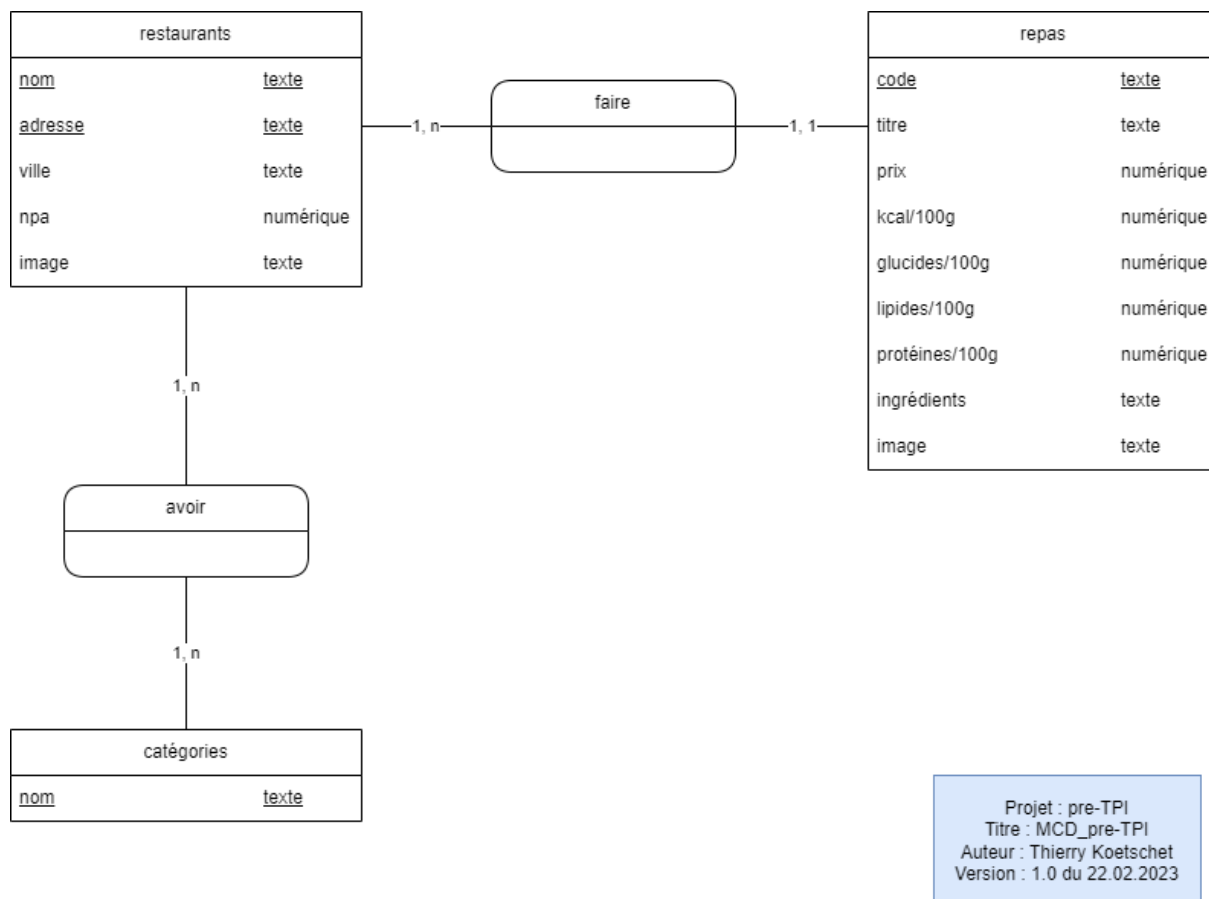 restaurants
nom texte
adresse texte
ville texte
npa numérique
image texte
1, n
faire
1, 1
repas
code texte
titre texte
prix numérique
kcal/100g numérique
glucides/100g numérique
lipides/100g numérique
protéines/100g numérique
ingrédients texte
image texte
1, n
avoir
1, n
catégories
nom texte
Projet : pre-TPI
Titre : MCD_pre-TPI
Auteur : Thierry Koetschet
Version : 1.0 du 22.02.2023